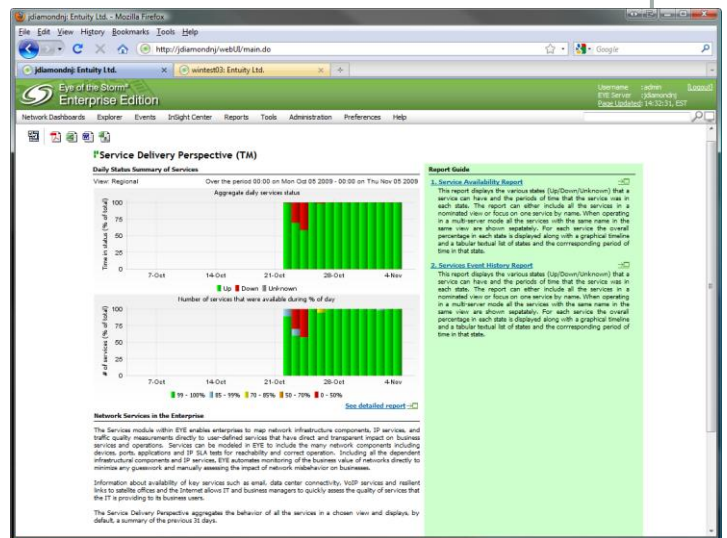 jdiamondnj: Entuity Ltd. - Mozilla Firefox
File Edit View History Bookmarks Tools Help
http://jdiamondnj/webUI/main.do
Google
jdiamondnj: Entuity Ltd.
wintest03: Entuity Ltd.
Eye of the Storm®
Enterprise Edition
Username :admin [Logout]
EYE Server :jdiamondnj
Page Updated: 14:32:31, EST
Network Dashboards Explorer Events InSight Center Reports Tools Administration Preferences Help
Service Delivery Perspective (TM)
Daily Status Summary of Services
View: Regional Over the period 00:00 on Mon Oct 05 2009 - 00:00 on Thu Nov 05 2009
Aggregate daily services status
Time in status (% of total)
100
75
50
25
0
7-Oct 14-Oct 21-Oct 28-Oct 4-Nov
Up Down Unknown
Number of services that were available during % of day
# of services (% of total)
100
75
50
25
0
7-Oct 14-Oct 21-Oct 28-Oct 4-Nov
99 - 100% 85 - 99% 70 - 85% 50 - 70% 0 - 50%
See detailed report
Network Services in the Enterprise
The Services module within EYE enables enterprises to map network infrastructure components, IP services, and
traffic quality measurements directly to user-defined services that have direct and transparent impact on business
services and operations. Services can be modeled in EYE to include the many network components including
devices, ports, applications and IP SLA tests for reachability and correct operation. Including all the dependent
infrastructural components and IP services, EYE automates monitoring of the business value of networks directly to
minimize any guesswork and manually assessing the impact of network misbehavior on businesses.
Information about availability of key services such as email, data center connectivity, VoIP services and resilient
links to satellite offices and the Internet allows IT and business managers to quickly assess the quality of services that
the IT is providing to its business users.
The Service Delivery Perspective aggregates the behavior of all the services in a chosen view and displays, by
default, a summary of the previous 31 days.
Report Guide
1. Service Availability Report
This report displays the various states (Up/Down/Unknown) that a
service can have and the periods of time that the service was in
each state. The report can either include all the services in a
nominated view or focus on one service by name. When operating
in a multi-server mode all the services with the same name in the
same view are shown separately. For each service the overall
percentage in each state is displayed along with a graphical timeline
and a tabular textual list of states and the corresponding period of
time in that state.
2. Services Event History Report
This report displays the various states (Up/Down/Unknown) that a
service can have and the periods of time that the service was in
each state. The report can either include all the services in a
nominated view or focus on one service by name. When operating
in a multi-server mode all the services with the same name in the
same view are shown separately. For each service the overall
percentage in each state is displayed along with a graphical timeline
and a tabular textual list of states and the corresponding period of
time in that state.